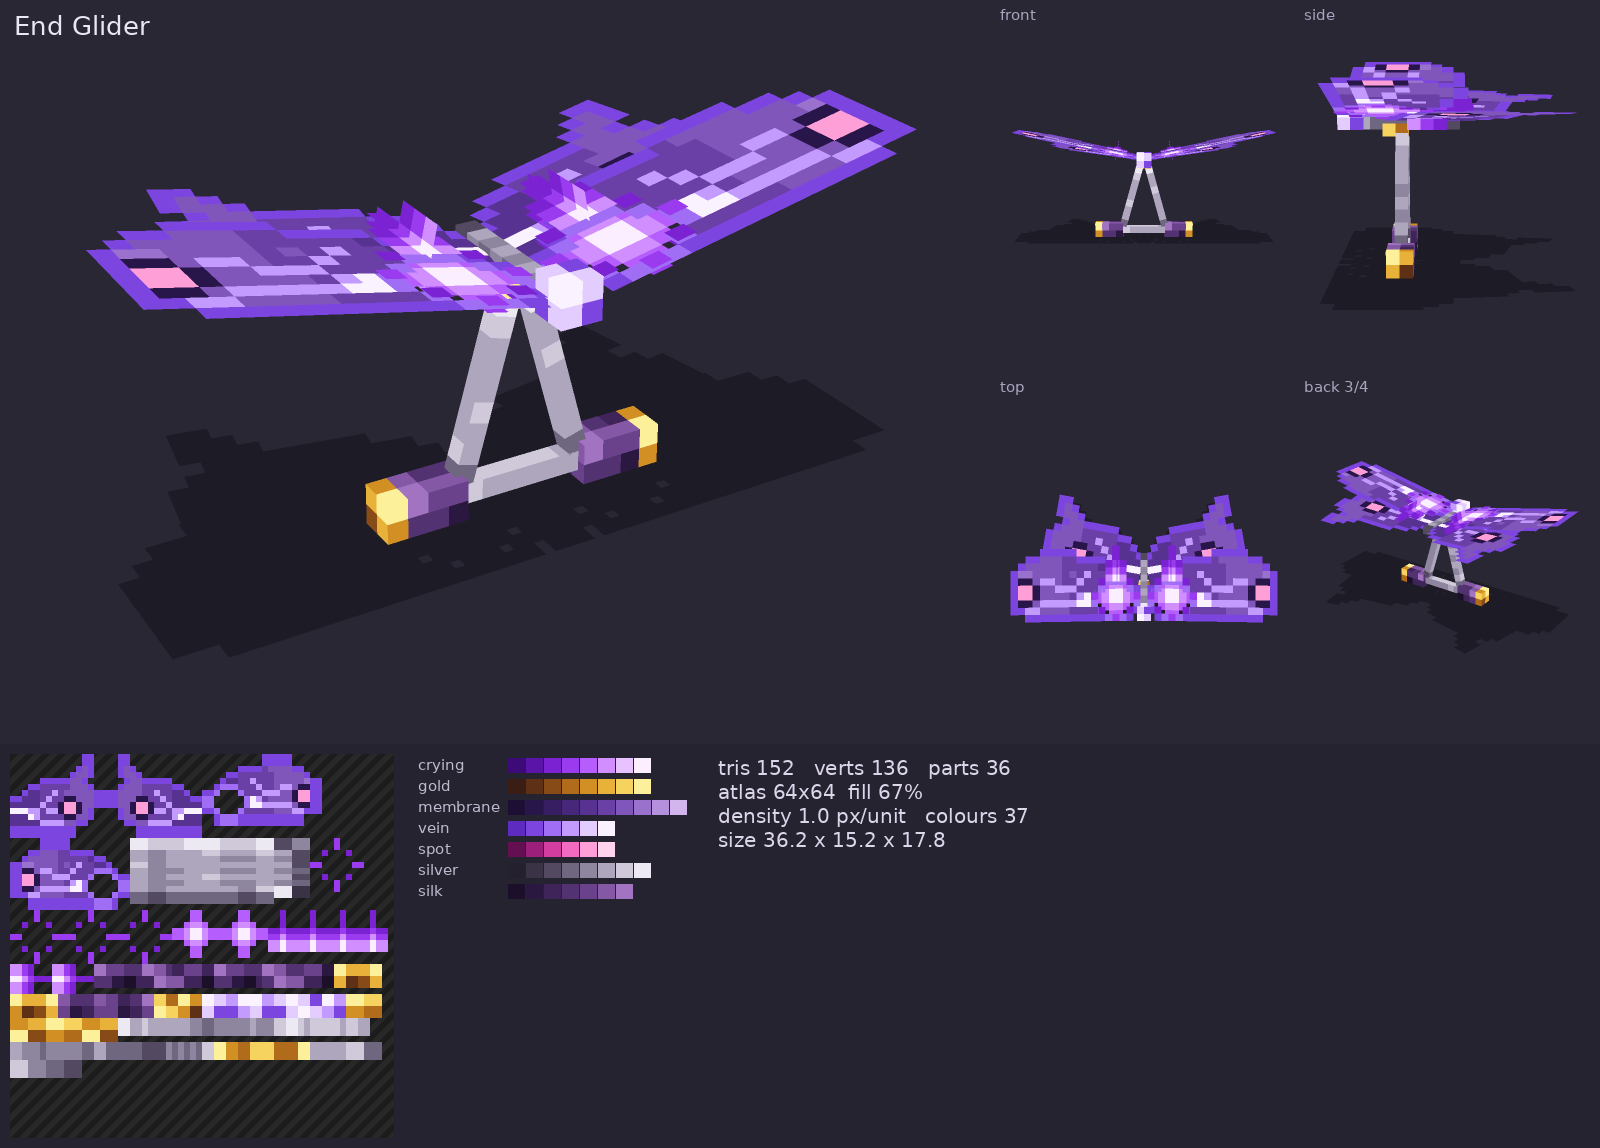 End Glider
front
side
top
back 3/4
crying
gold
membrane
vein
spot
silver
silk
tris 152   verts 136   parts 36
atlas 64x64  fill 67%
density 1.0 px/unit   colours 37
size 36.2 x 15.2 x 17.8